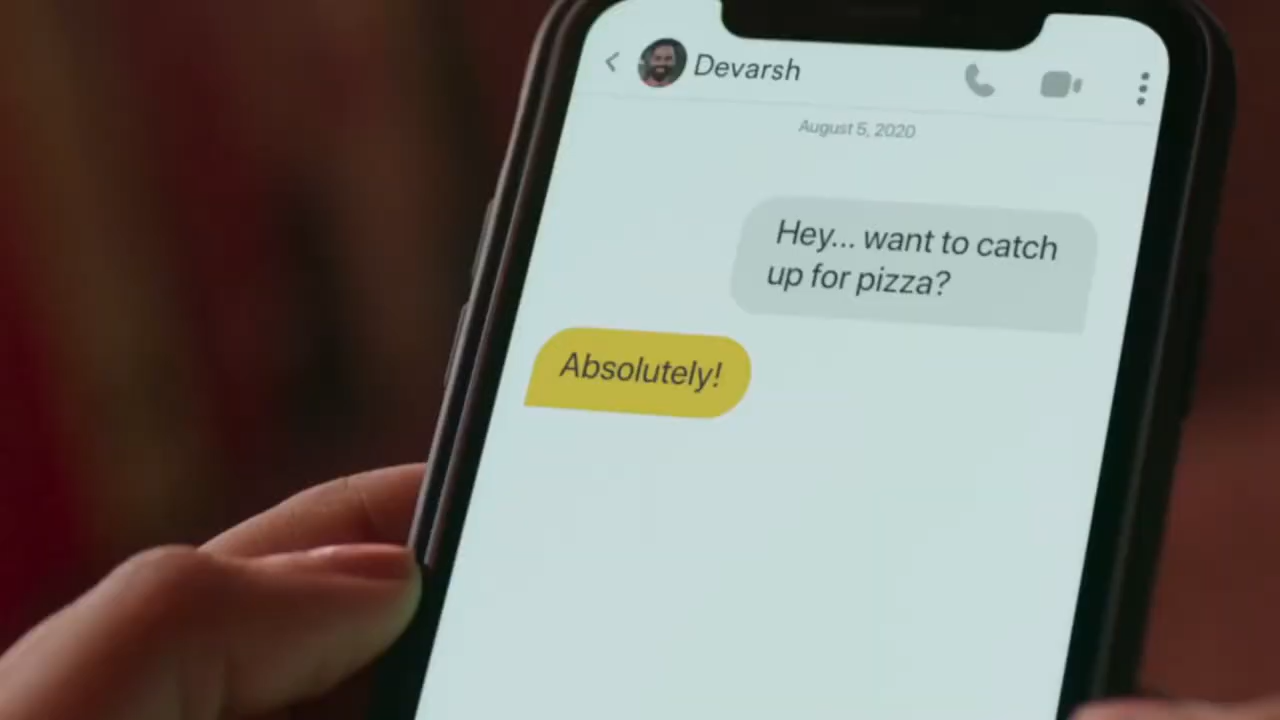 Devarsh
August 5, 2020
Hey... want to catch
up for pizza?
Absolutely!